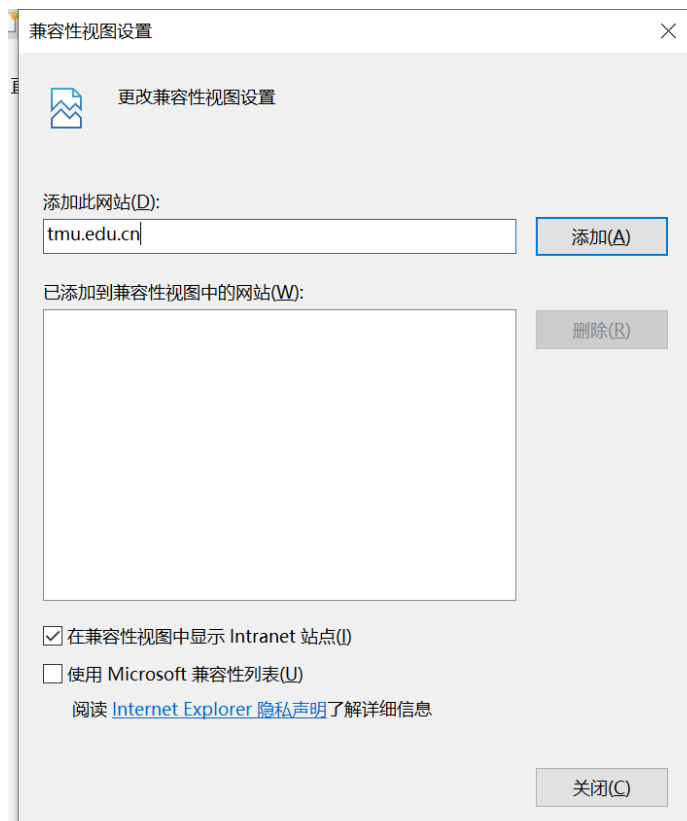 兼容性视图设置
更改兼容性视图设置
添加此网站(D):
tmu.edu.cn
添加(A)
已添加到兼容性视图中的网站(W):
删除(R)
在兼容性视图中显示 Intranet 站点(I)
使用 Microsoft 兼容性列表(U)
阅读 Internet Explorer 隐私声明了解详细信息
关闭(C)